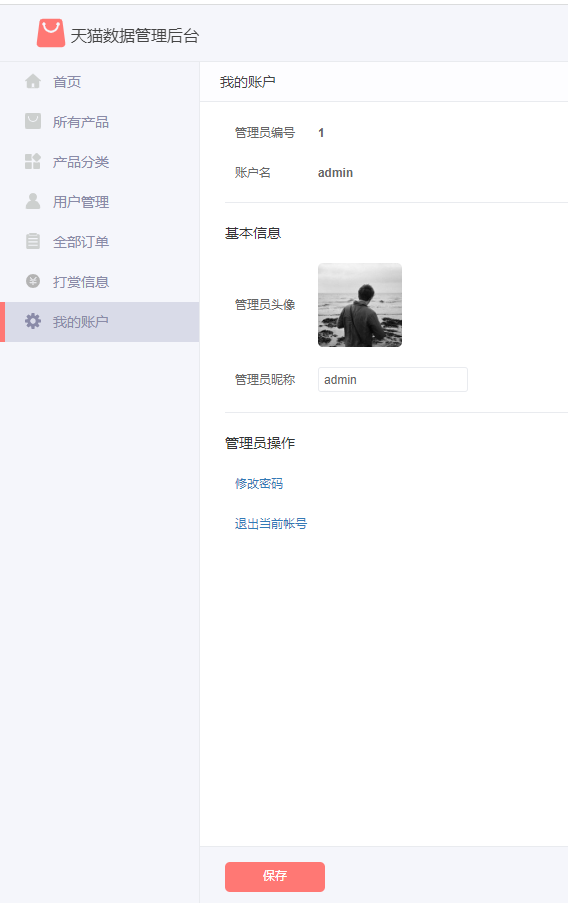 天猫数据管理后台
首页
所有产品
产品分类
用户管理
全部订单
打赏信息
我的账户
我的账户
管理员编号 1
账户名 admin
基本信息
管理员头像
管理员昵称 admin
管理员操作
修改密码
退出当前帐号
保存